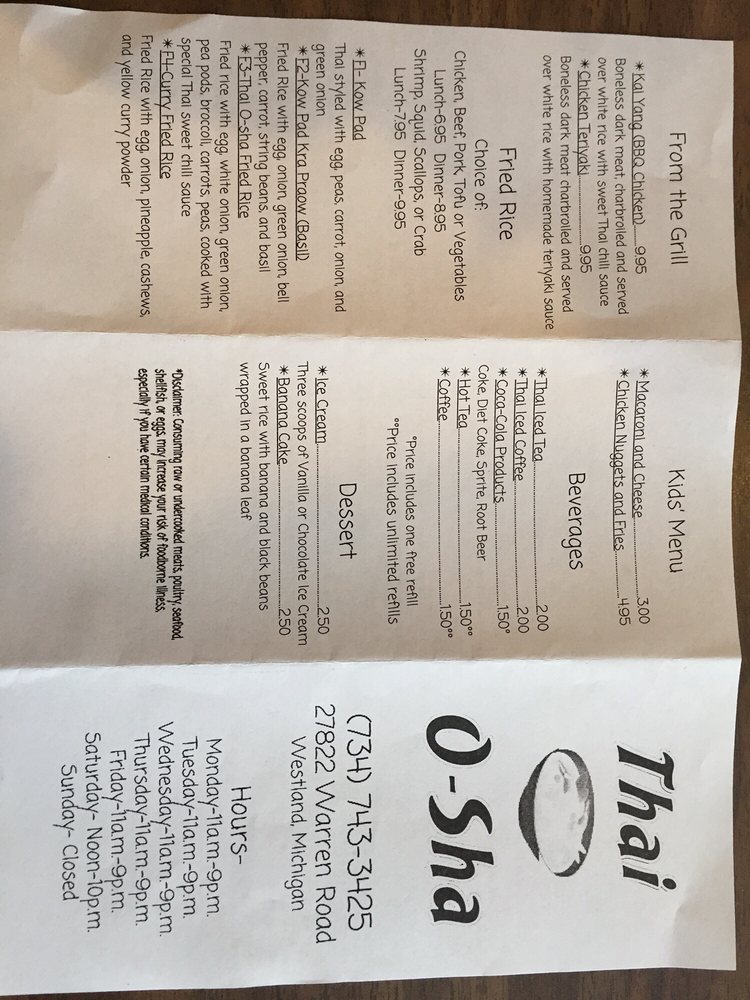 From the Grill
*Kai Yang (BBQ Chicken)........9.95
Boneless dark meat, charbroiled and served
over white rice with sweet Thai chili sauce
*Chicken Teriyaki........9.95
Boneless dark meat charbroiled and served
over white rice with homemade teriyaki sauce
Fried Rice
Choice of:
Chicken, Beef, Pork, Tofu or Vegetables
Lunch-6.95 Dinner-8.95
Shrimp, Squid, Scallops, or Crab
Lunch-7.95 Dinner-9.95
*F1- Kow Pad
Thai styled with egg, peas, carrot, onion, and
green onion
*F2-Kow Pad Kra Praow (Basil)
Fried Rice with egg, onion, green onion, bell
pepper, carrot, string beans, and basil
*F3-Thai O-sha Fried Rice
Fried rice with egg, white onion, green onion,
pea pods, broccoli, carrots, peas, cooked with
special Thai sweet chili sauce
*F4-Curry Fried Rice
Fried Rice with egg, onion, pineapple, cashews,
and yellow curry powder
Kids' Menu
*Macaroni and Cheese........3.00
*Chicken Nuggets and Fries........4.95
Beverages
*Thai Iced Tea........2.00
*Thai Iced Coffee........2.00
*Coca-Cola Products........1.50°
Coke, Diet Coke, Sprite, Root Beer
*Hot Tea........1.50°°
*Coffee........1.50°°
°Price includes one free refill
°°Price includes unlimited refills
Dessert
*Ice Cream........2.50
Three scoops of Vanilla or Chocolate Ice Cream
*Banana Cake........2.50
Sweet rice with banana and black beans
wrapped in a banana leaf
*Disclaimer: Consuming raw or undercooked meats, poultry, seafood,
shellfish, or eggs, may increase your risk of foodborne illness,
especially if you have certain medical conditions.
Thai
O-Sha
(734) 743-3425
27822 Warren Road
Westland, Michigan
Hours-
Monday-11a.m.-9p.m.
Tuesday-11a.m.-9p.m.
Wednesday-11a.m.-9p.m.
Thursday-11a.m.-9p.m.
Friday-11a.m.-9p.m.
Saturday- Noon-10p.m.
Sunday- Closed